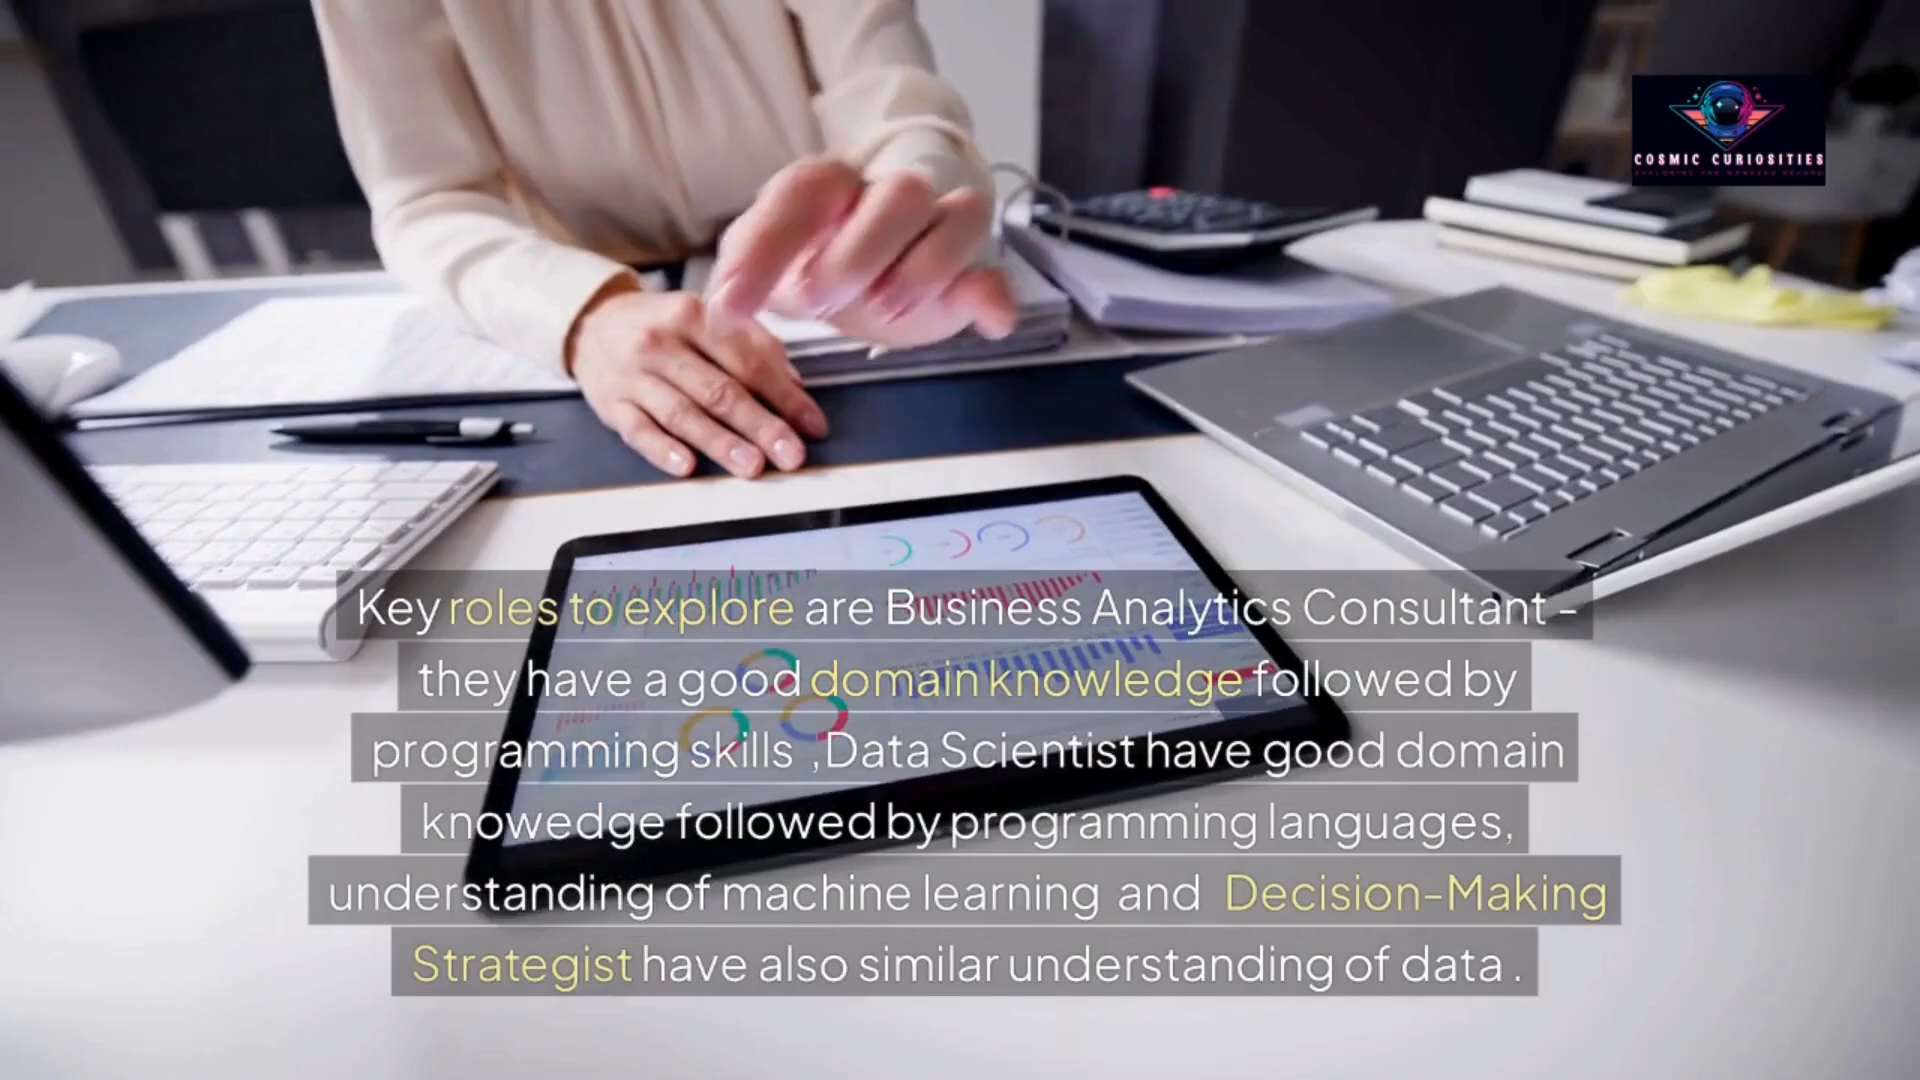 COSMIC CURIOSITIES
Key roles to explore are Business Analytics Consultant -
they have a good domain knowledge followed by
programming skills ,Data Scientist have good domain
knowedge followed by programming languages,
understanding of machine learning and Decision-Making
Strategist have also similar understanding of data .